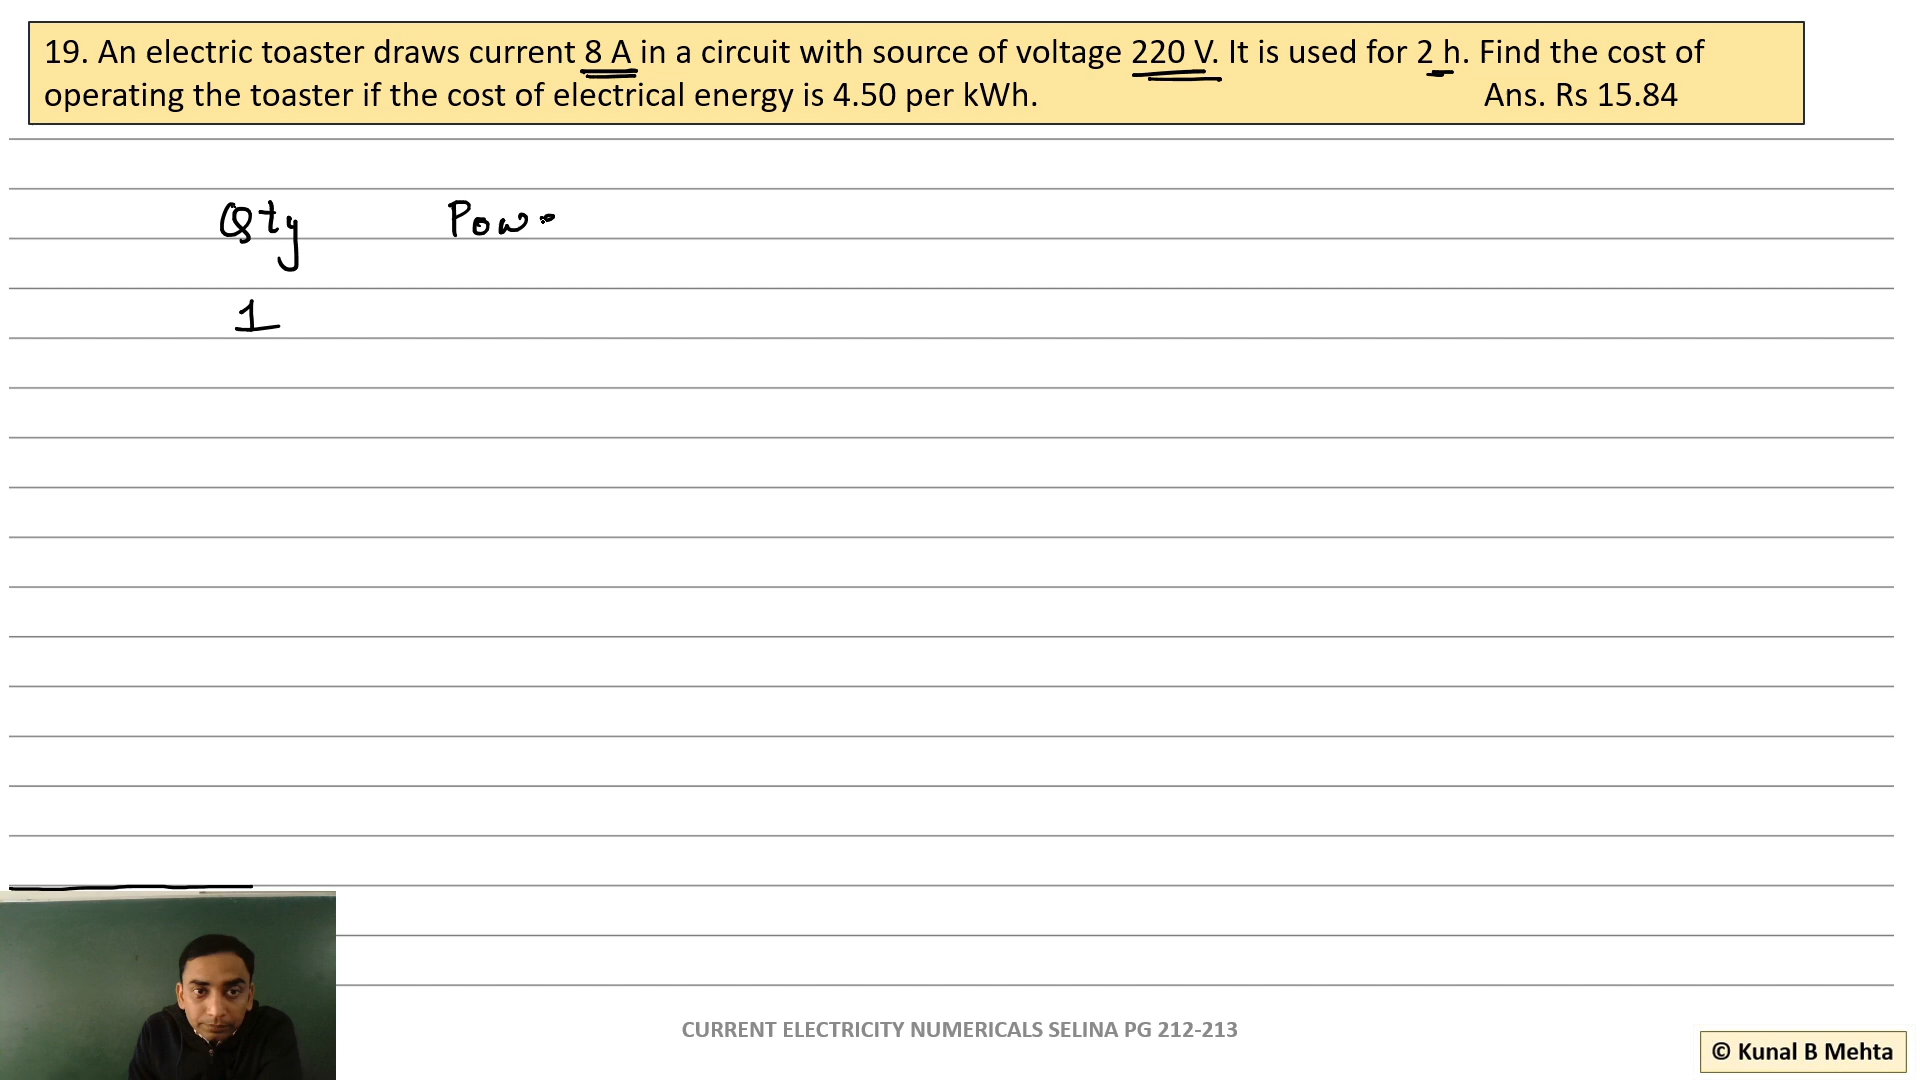 19. An electric toaster draws current 8 A in a circuit with source of voltage 220 V. It is used for 2 h. Find the cost of
operating the toaster if the cost of electrical energy is 4.50 per kWh. Ans. Rs 15.84
Qty Pow
1
CURRENT ELECTRICITY NUMERICALS SELINA PG 212-213
© Kunal B Mehta